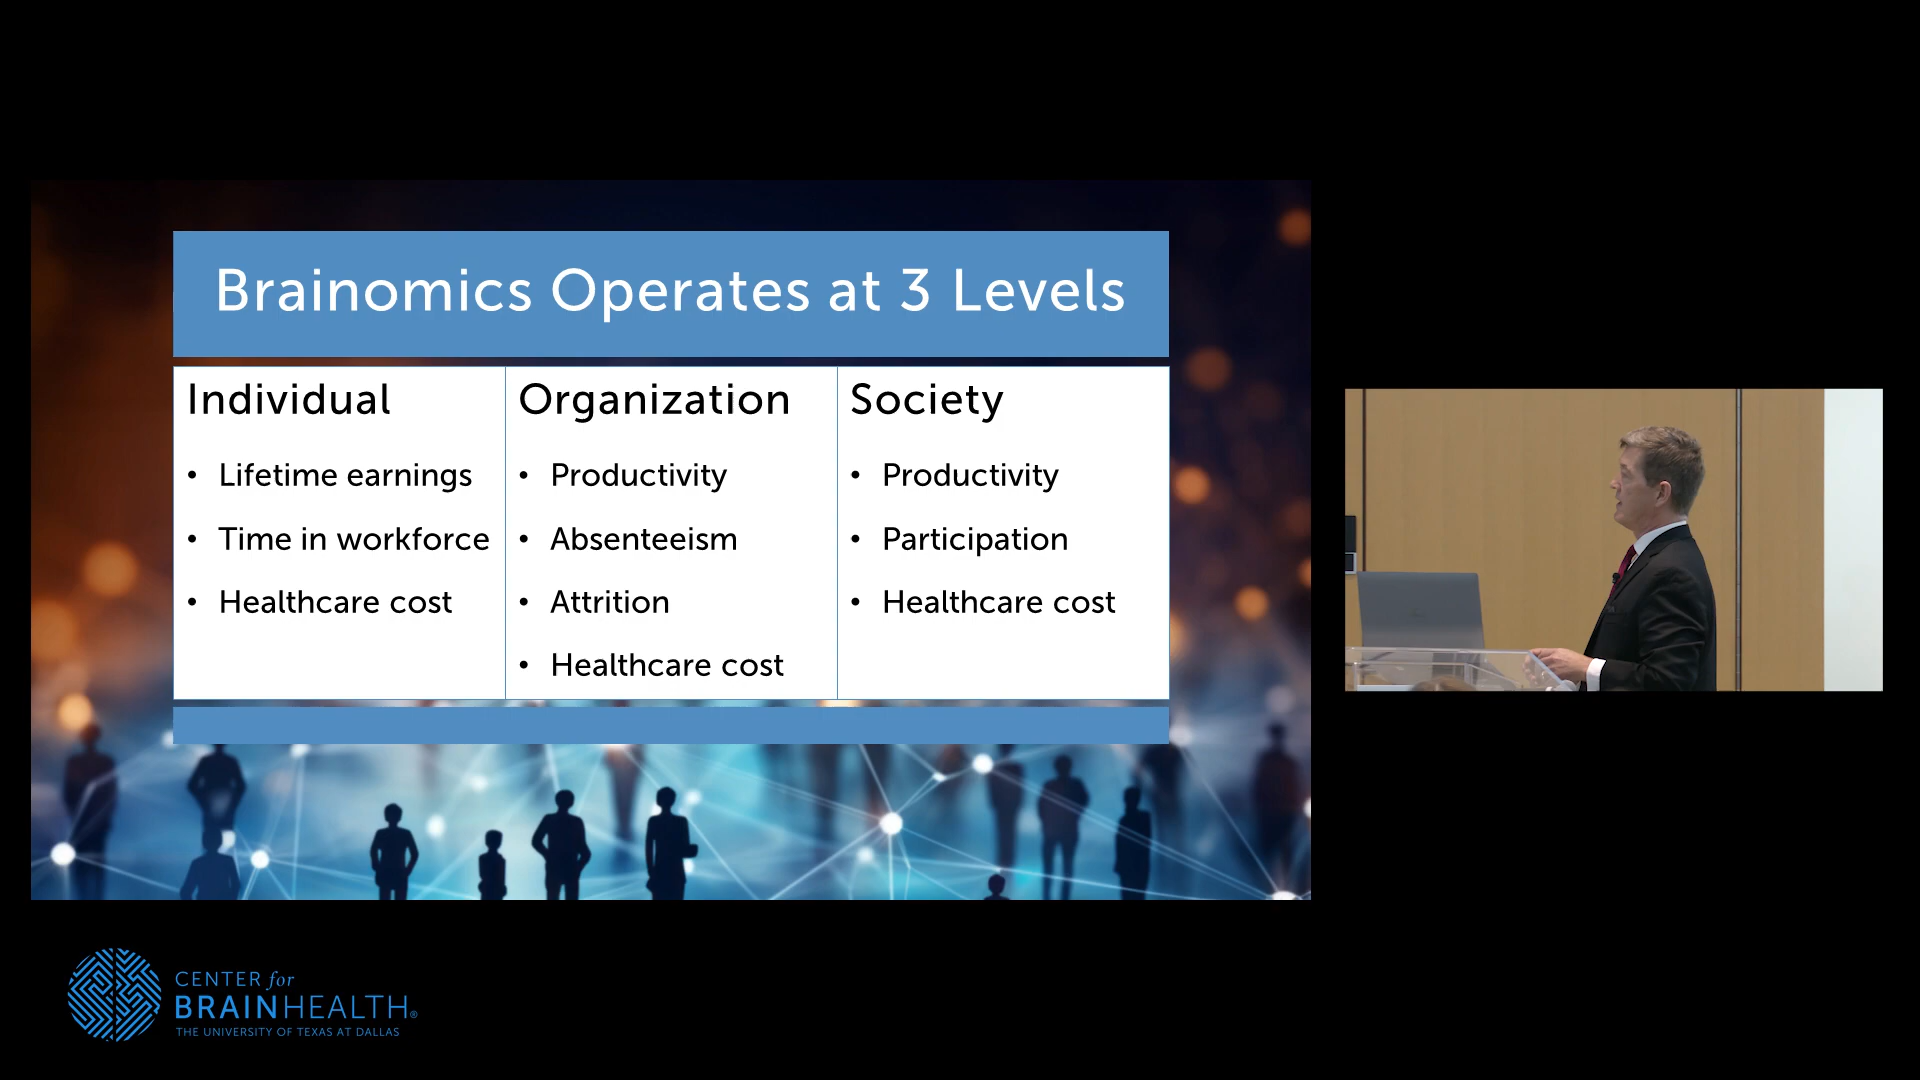 Brainomics Operates at 3 Levels
Individual
• Lifetime earnings
• Time in workforce
• Healthcare cost
Organization
• Productivity
• Absenteeism
• Attrition
• Healthcare cost
Society
• Productivity
• Participation
• Healthcare cost
CENTER for
BRAINHEALTH®
THE UNIVERSITY OF TEXAS AT DALLAS